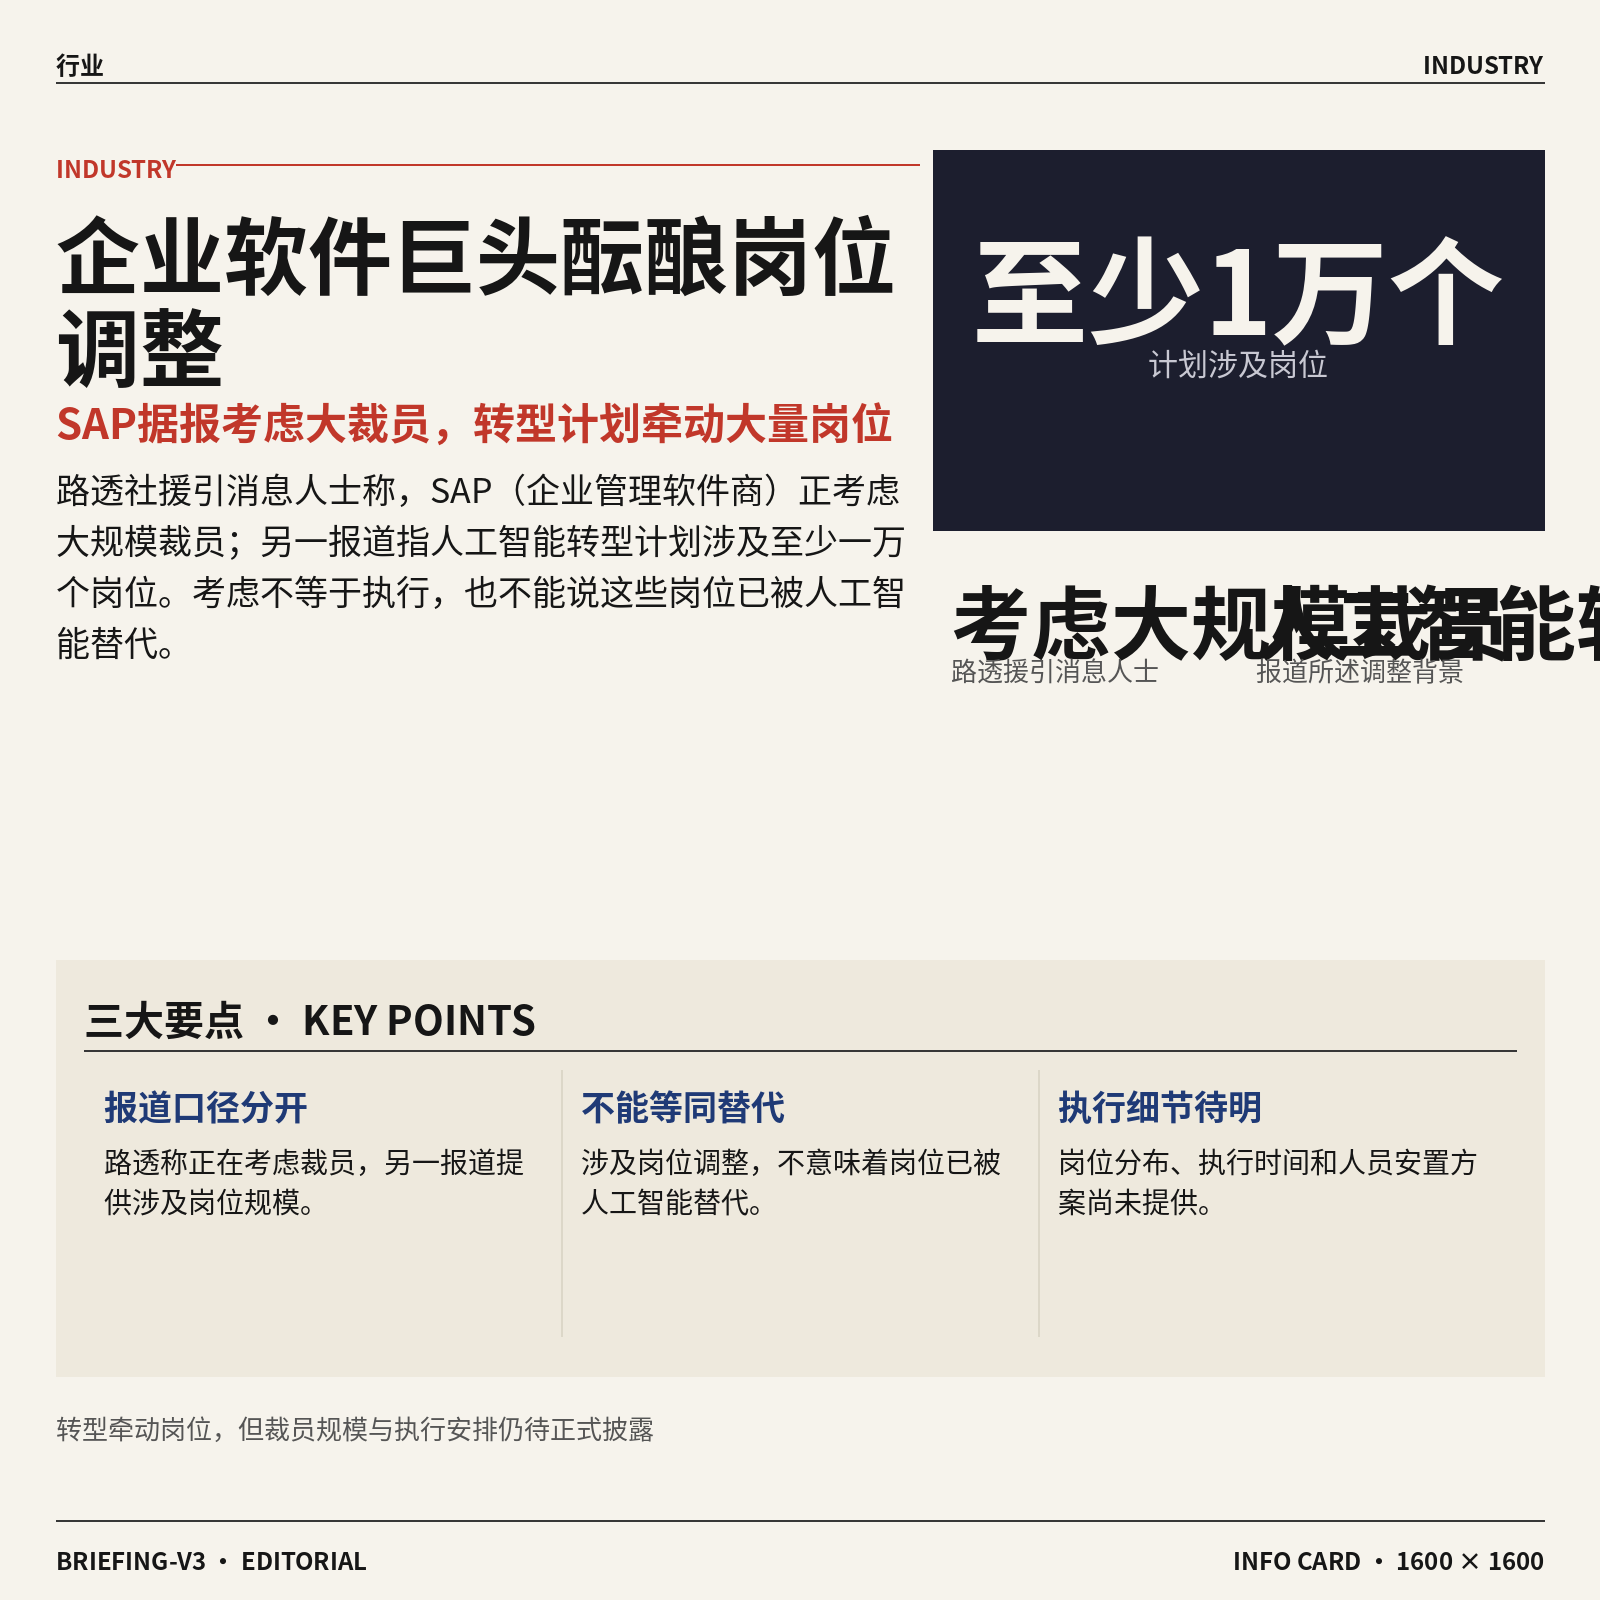 行业
INDUSTRY
INDUSTRY
企业软件巨头酝酿岗位
调整
SAP据报考虑大裁员，转型计划牵动大量岗位
路透社援引消息人士称，SAP（企业管理软件商）正考虑
大规模裁员；另一报道指人工智能转型计划涉及至少一万
个岗位。考虑不等于执行，也不能说这些岗位已被人工智
能替代。
至少1万个
计划涉及岗位
考虑大规模裁员
路透援引消息人士
人工智能
报道所述调整背景
三大要点 • KEY POINTS
报道口径分开
路透称正在考虑裁员，另一报道提
供涉及岗位规模。
不能等同替代
涉及岗位调整，不意味着岗位已被
人工智能替代。
执行细节待明
岗位分布、执行时间和人员安置方
案尚未提供。
转型牵动岗位，但裁员规模与执行安排仍待正式披露
BRIEFING-V3 • EDITORIAL
INFO CARD • 1600 × 1600